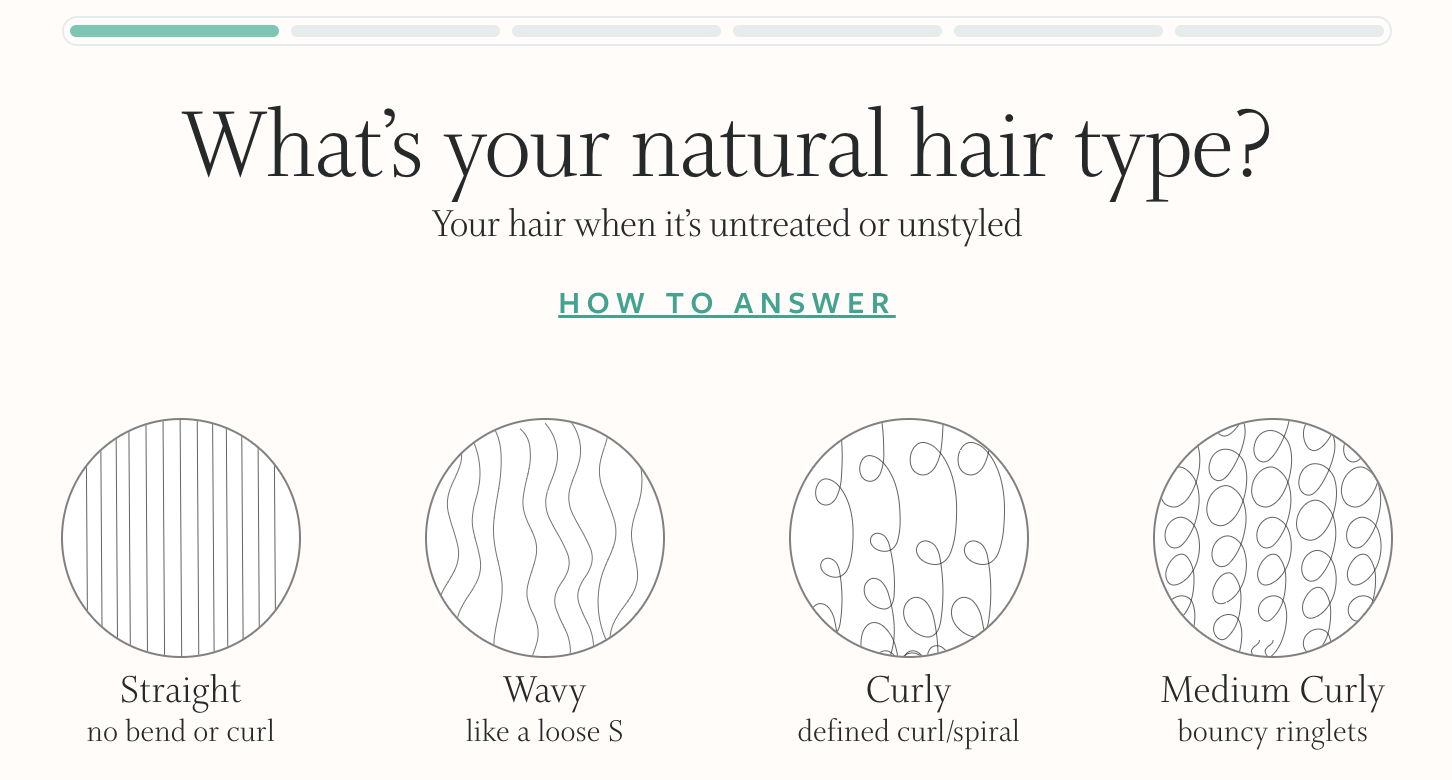 What’s your natural hair type?
Your hair when it’s untreated or unstyled
HOW TO ANSWER
Straight
no bend or curl
Wavy
like a loose S
Curly
defined curl/spiral
Medium Curly
bouncy ringlets